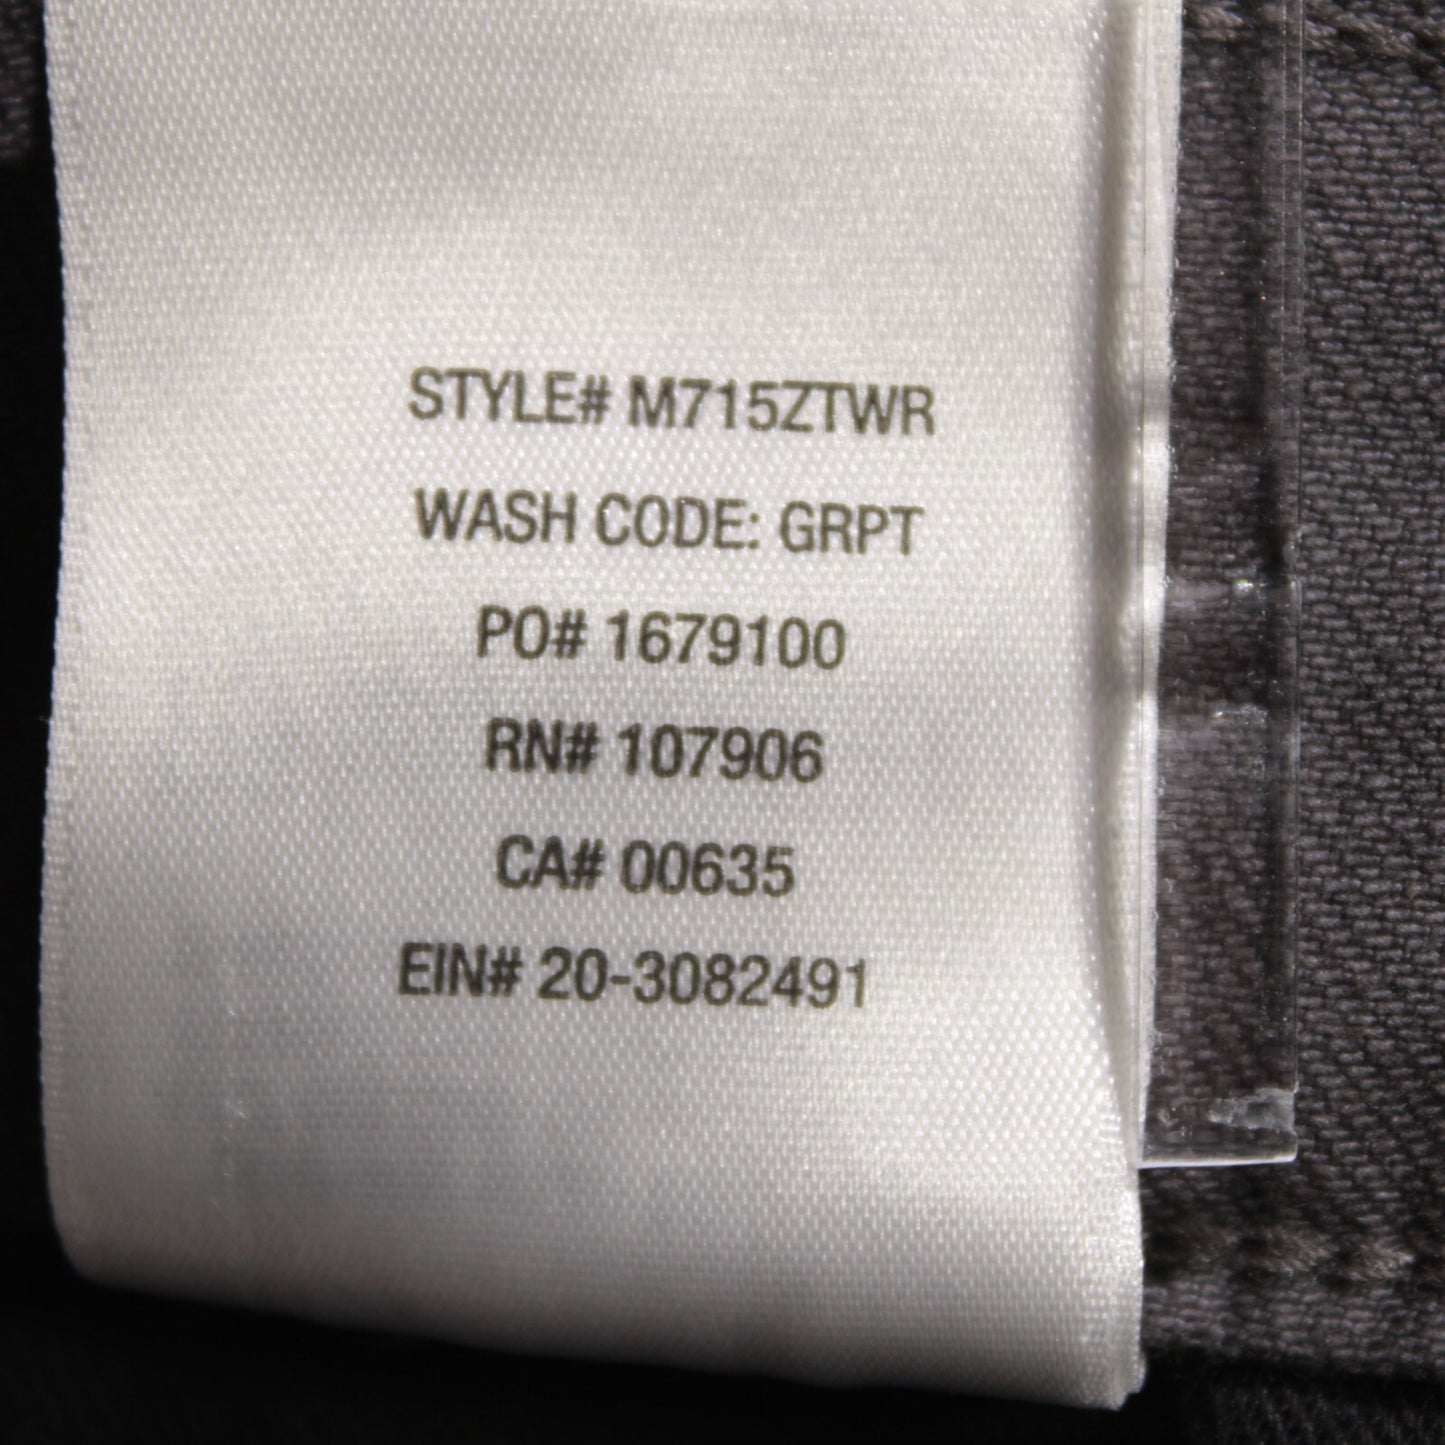 STYLE# M715ZTWR
WASH CODE: GRPT
PO# 1679100
RN# 107906
CA# 00635
EIN# 20-3082491